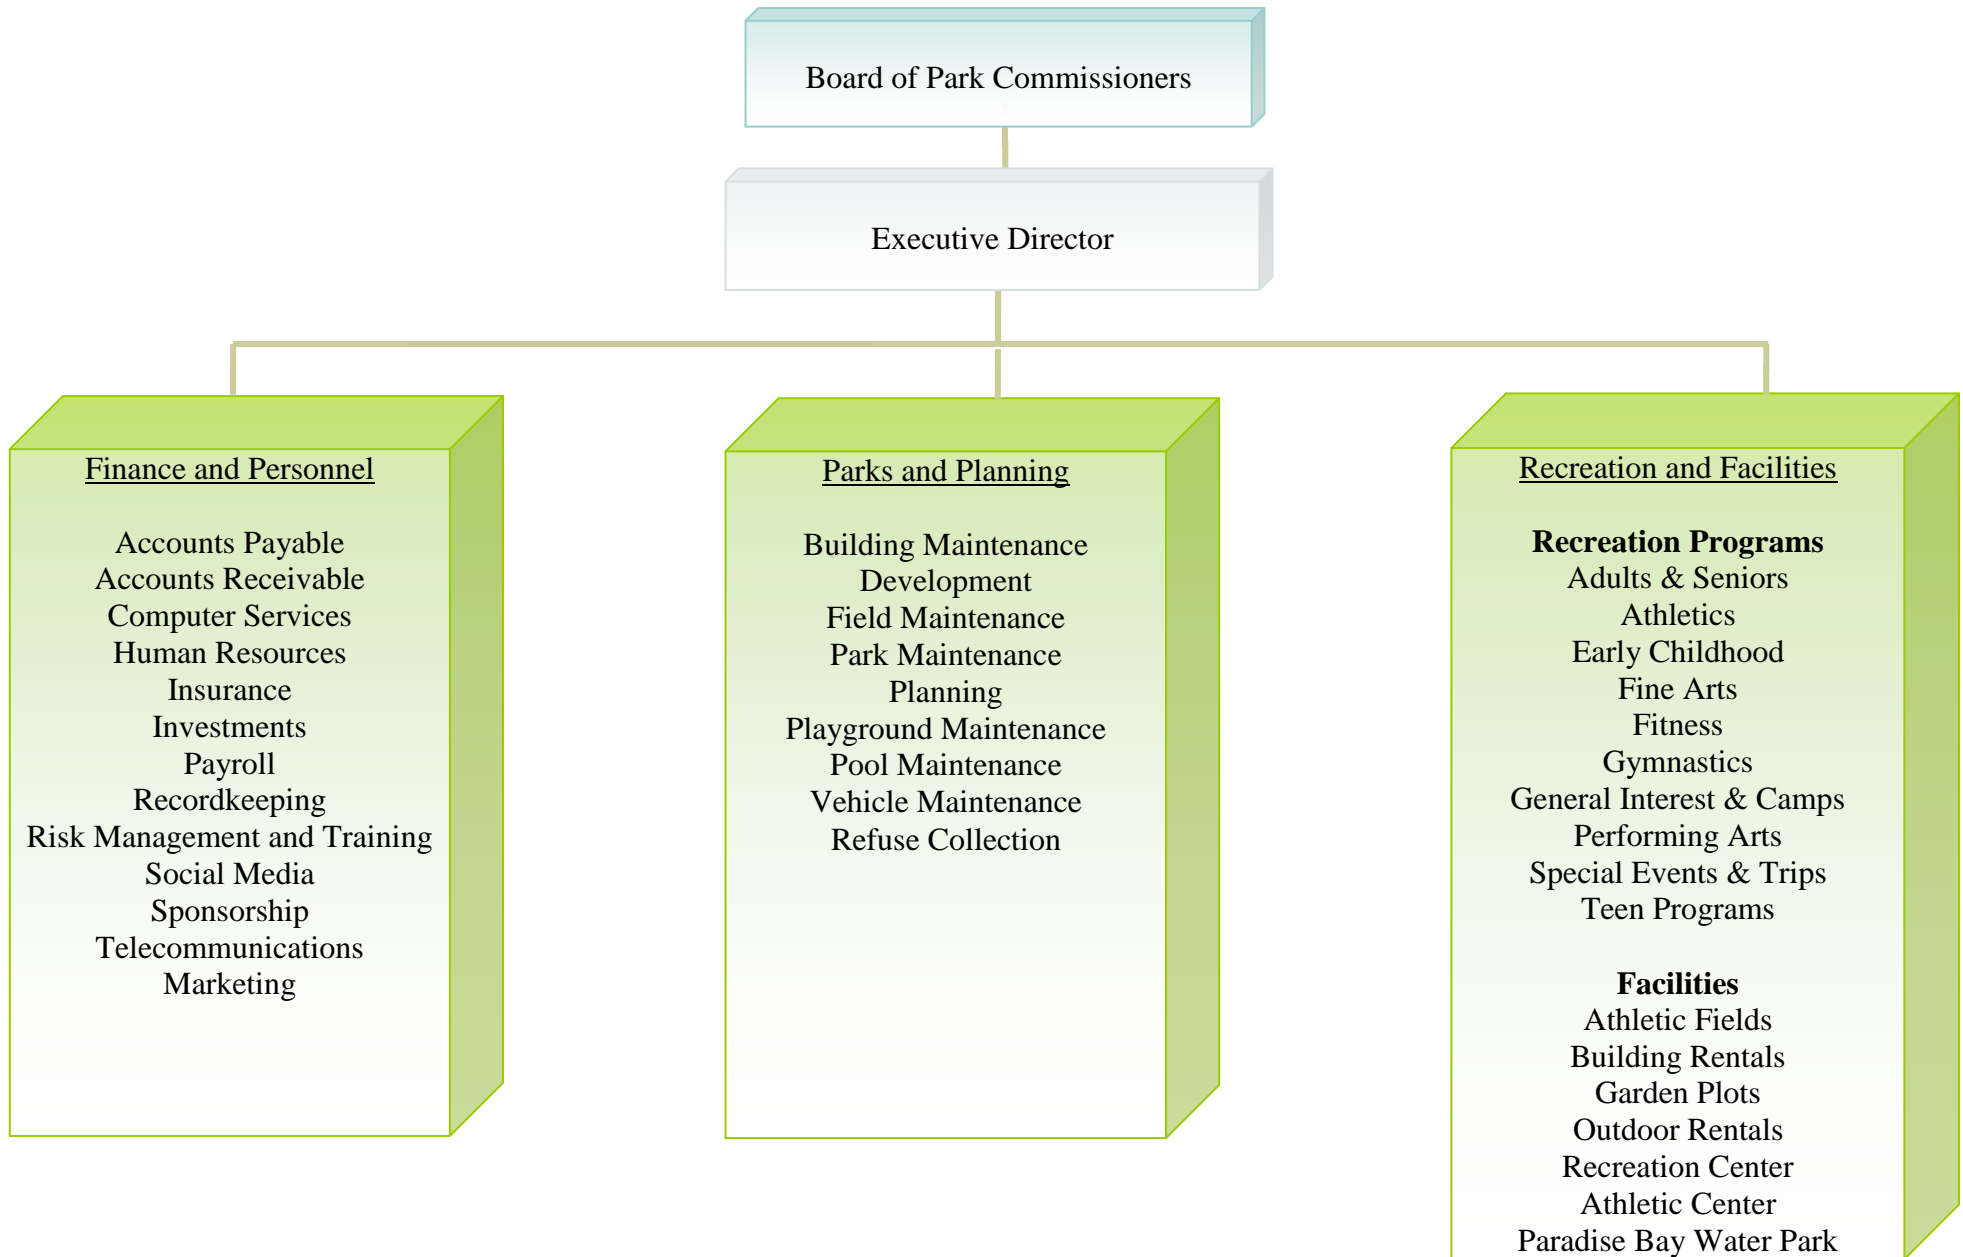 Board of Park Commissioners
Executive Director
Finance and Personnel
Accounts Payable
Accounts Receivable
Computer Services
Human Resources
Insurance
Investments
Payroll
Recordkeeping
Risk Management and Training
Social Media
Sponsorship
Telecommunications
Marketing
Parks and Planning
Building Maintenance
Development
Field Maintenance
Park Maintenance
Planning
Playground Maintenance
Pool Maintenance
Vehicle Maintenance
Refuse Collection
Recreation and Facilities
Recreation Programs
Adults & Seniors
Athletics
Early Childhood
Fine Arts
Fitness
Gymnastics
General Interest & Camps
Performing Arts
Special Events & Trips
Teen Programs
Facilities
Athletic Fields
Building Rentals
Garden Plots
Outdoor Rentals
Recreation Center
Athletic Center
Paradise Bay Water Park